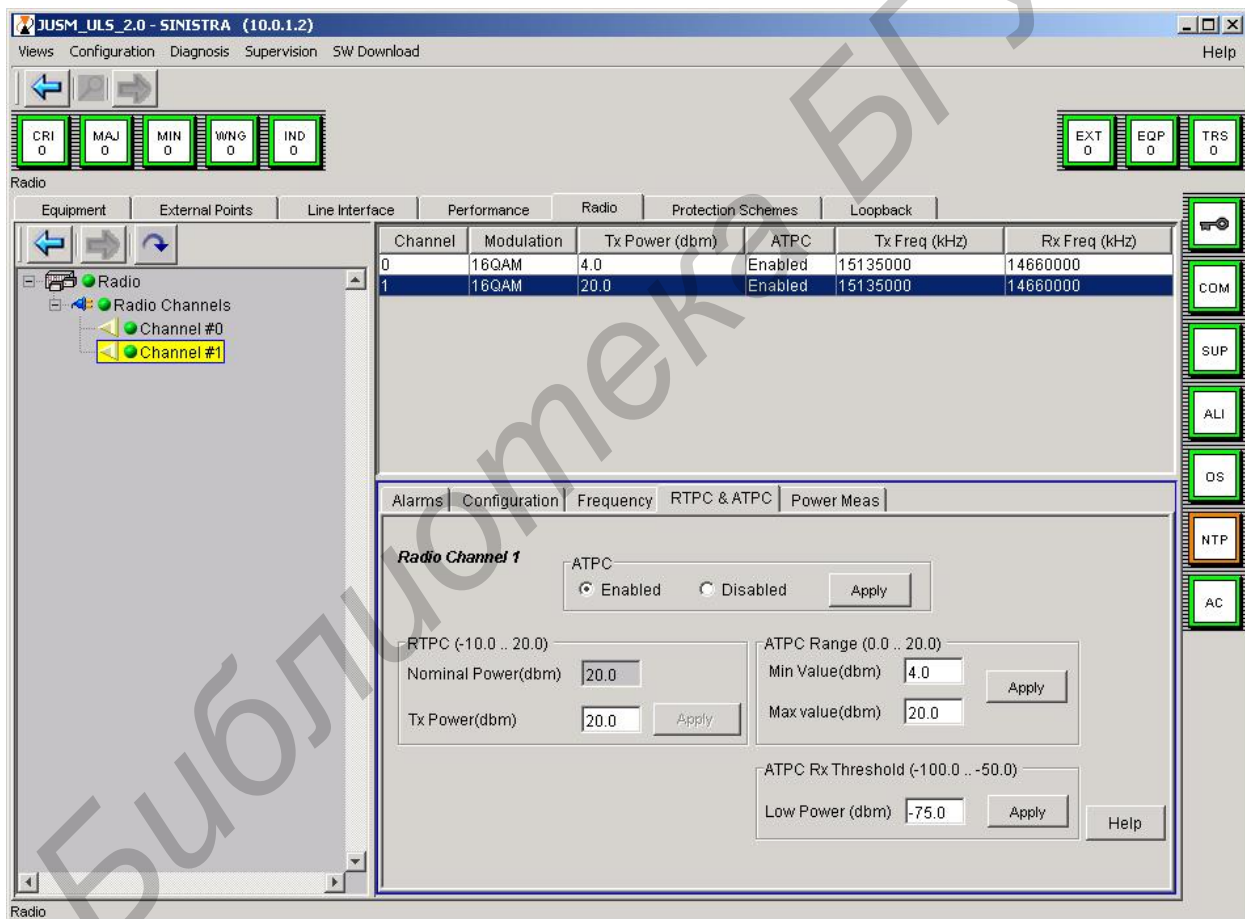 JUSM_ULS_2.0 - SINISTRA (10.0.1.2)
Views Configuration Diagnosis Supervision SW Download Help
CRI 0
MAJ 0
MIN 0
WNG 0
IND 0
EXT 0
EQP 0
TRS 0
Radio
Equipment External Points Line Interface Performance Radio Protection Schemes Loopback
Radio
Radio Channels
Channel #0
Channel #1
Channel Modulation Tx Power (dbm) ATPC Tx Freq (kHz) Rx Freq (kHz)
0 16QAM 4.0 Enabled 15135000 14660000
1 16QAM 20.0 Enabled 15135000 14660000
COM
SUP
ALI
OS
NTP
AC
Alarms Configuration Frequency RTPC & ATPC Power Meas
Radio Channel 1
ATPC
Enabled Disabled Apply
RTPC (-10.0 .. 20.0)
Nominal Power(dbm) 20.0
Tx Power(dbm) 20.0 Apply
ATPC Range (0.0 .. 20.0)
Min Value(dbm) 4.0
Max value(dbm) 20.0
Apply
ATPC Rx Threshold (-100.0 .. -50.0)
Low Power (dbm) -75.0 Apply
Help
Radio
Библиотека БГУ